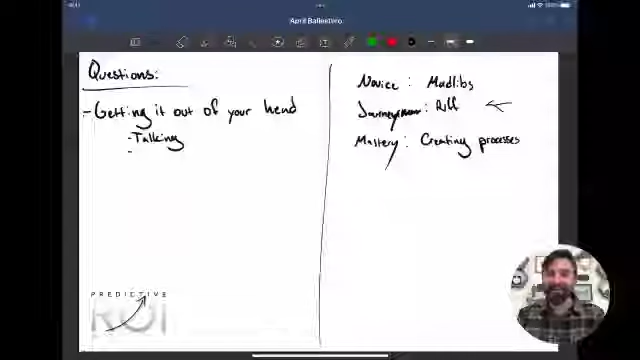 April Ballestero
Questions:
- Getting it out of your head
- Talking
-
Novice: Madlibs
Journeyman: Riff
Mastery: Creating processes
PREDICTIVE
ROI